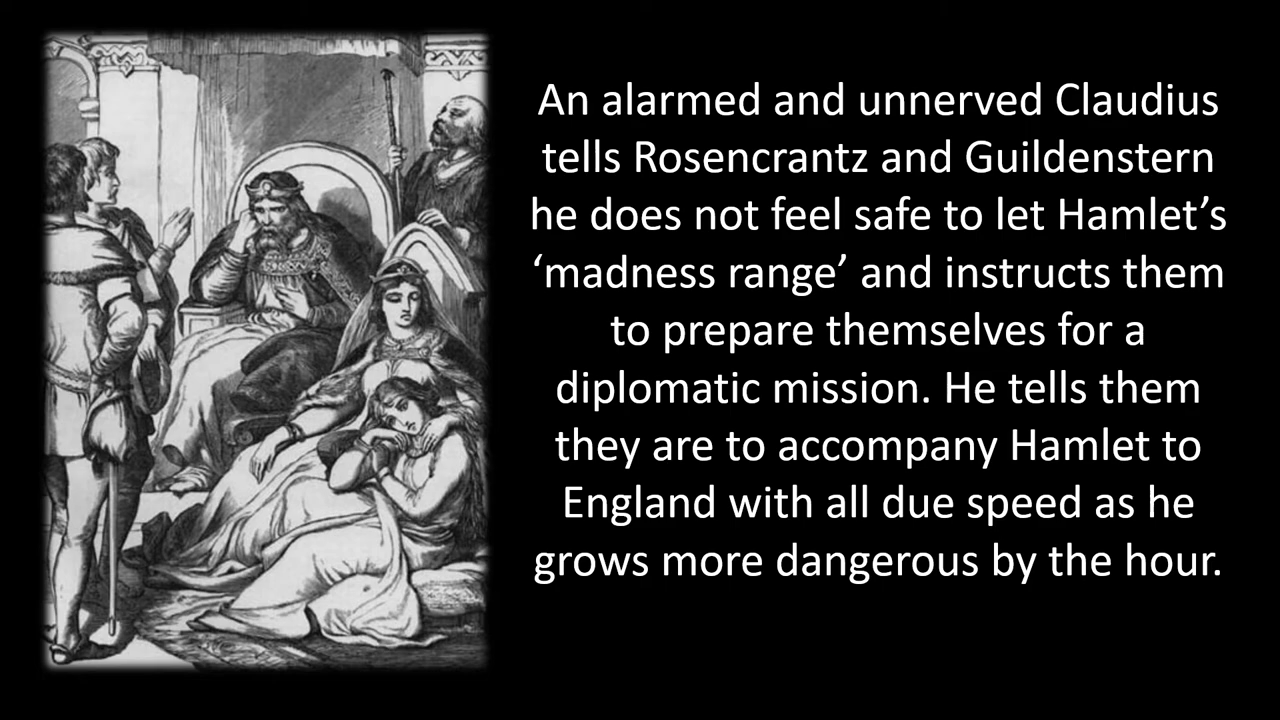 An alarmed and unnerved Claudius
tells Rosencrantz and Guildenstern
he does not feel safe to let Hamlet’s
‘madness range’ and instructs them
to prepare themselves for a
diplomatic mission. He tells them
they are to accompany Hamlet to
England with all due speed as he
grows more dangerous by the hour.